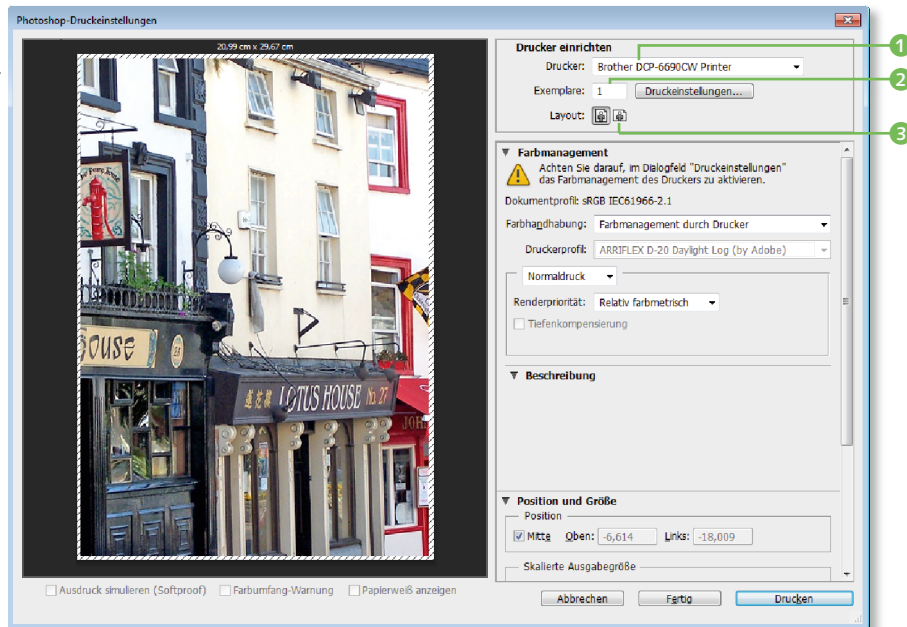 Photoshop-Druckeinstellungen
20,99 cm x 29,67 cm
OUSE
LOTUS HOUSE No. 27
JOH
Drucker einrichten
Drucker: Brother DCP-6690CW Printer
1
Exemplare: 1 Druckeinstellungen...
2
Layout:
3
Farbmanagement
Achten Sie darauf, im Dialogfeld "Druckeinstellungen"
das Farbmanagement des Druckers zu aktivieren.
Dokumentprofil: sRGB IEC61966-2.1
Farbhandhabung: Farbmanagement durch Drucker
Druckerprofil: ARRIFLEX D-20 Daylight Log (by Adobe)
Normaldruck
Renderpriorität: Relativ farbmetrisch
Tiefenkompensierung
Beschreibung
Position und Größe
Position
Mitte Oben: -6,614 Links: -18,009
Skalierte Ausgabegröße
Ausdruck simulieren (Softproof) Farbumfang-Warnung Papierweiß anzeigen
Abbrechen Fertig Drucken